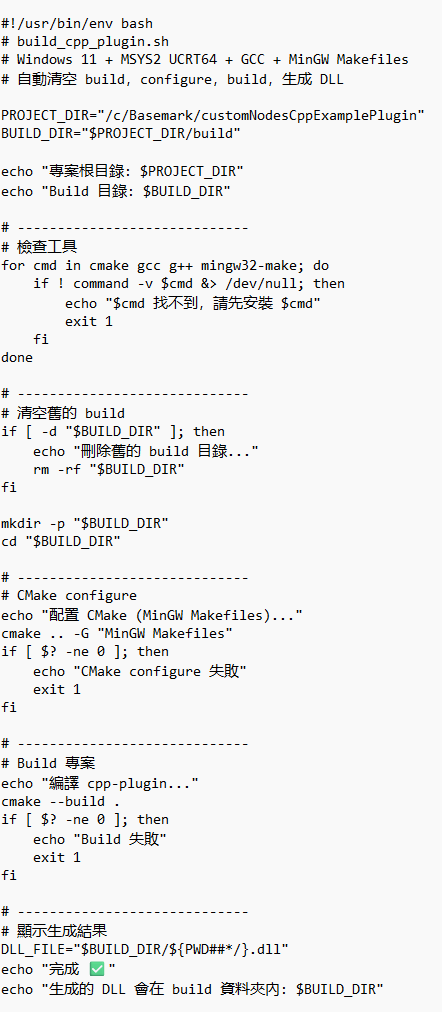 #!/usr/bin/env bash
# build_cpp_plugin.sh
# Windows 11 + MSYS2 UCRT64 + GCC + MinGW Makefiles
# 自動清空 build, configure, build, 生成 DLL

PROJECT_DIR="/c/Basemark/customNodesCppExamplePlugin"
BUILD_DIR="$PROJECT_DIR/build"

echo "專案根目錄: $PROJECT_DIR"
echo "Build 目錄: $BUILD_DIR"

# -----------------------------
# 檢查工具
for cmd in cmake gcc g++ mingw32-make; do
    if ! command -v $cmd &> /dev/null; then
        echo "$cmd 找不到, 請先安裝 $cmd"
        exit 1
    fi
done

# -----------------------------
# 清空舊的 build
if [ -d "$BUILD_DIR" ]; then
    echo "刪除舊的 build 目錄..."
    rm -rf "$BUILD_DIR"
fi

mkdir -p "$BUILD_DIR"
cd "$BUILD_DIR"

# -----------------------------
# CMake configure
echo "配置 CMake (MinGW Makefiles)..."
cmake .. -G "MinGW Makefiles"
if [ $? -ne 0 ]; then
    echo "CMake configure 失敗"
    exit 1
fi

# -----------------------------
# Build 專案
echo "編譯 cpp-plugin..."
cmake --build .
if [ $? -ne 0 ]; then
    echo "Build 失敗"
    exit 1
fi

# -----------------------------
# 顯示生成結果
DLL_FILE="$BUILD_DIR/${PWD##*/}.dll"
echo "完成 ✅"
echo "生成的 DLL 會在 build 資料夾內: $BUILD_DIR"